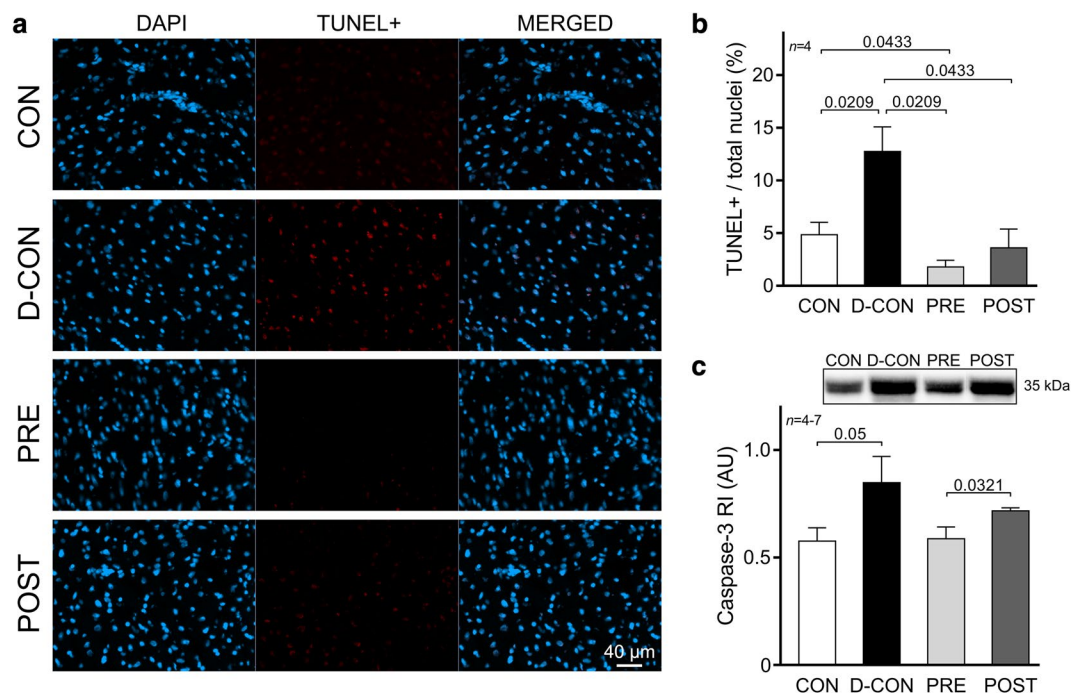 a
DAPI TUNEL+ MERGED
CON
D-CON
PRE
POST
40 µm
b
TUNEL+ / total nuclei (%)
n=4
0.0433
0.0433
0.0209 0.0209
20
15
10
5
0
CON D-CON PRE POST
c
CON D-CON PRE POST
35 kDa
Caspase-3 RI (AU)
n=4-7
0.05
0.0321
1.0
0.5
0
CON D-CON PRE POST